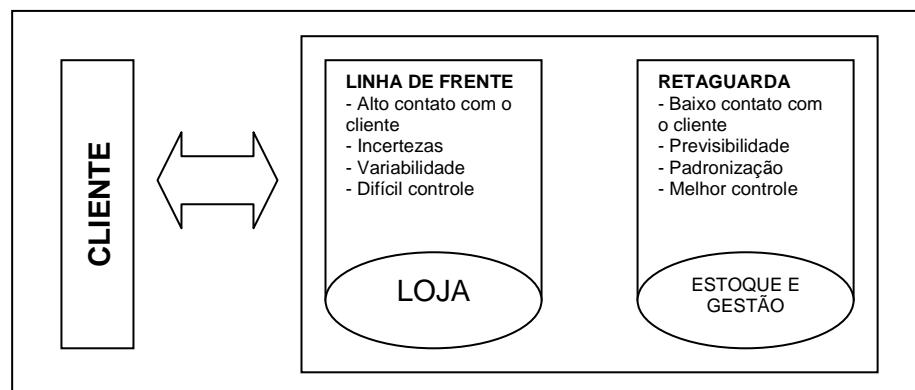 CLIENTE
LINHA DE FRENTE
- Alto contato com o
cliente
- Incertezas
- Variabilidade
- Difícil controle
LOJA
RETAGUARDA
- Baixo contato com
o cliente
- Previsibilidade
- Padronização
- Melhor controle
ESTOQUE E
GESTÃO